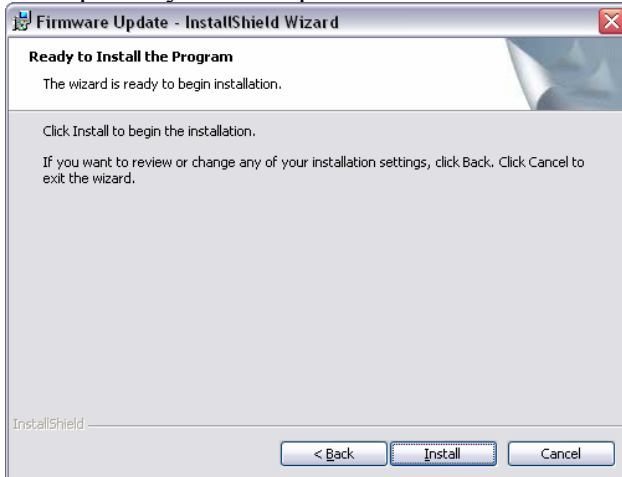 Firmware Update - InstallShield Wizard
Ready to Install the Program
The wizard is ready to begin installation.
Click Install to begin the installation.
If you want to review or change any of your installation settings, click Back. Click Cancel to
exit the wizard.
InstallShield
< Back Install Cancel